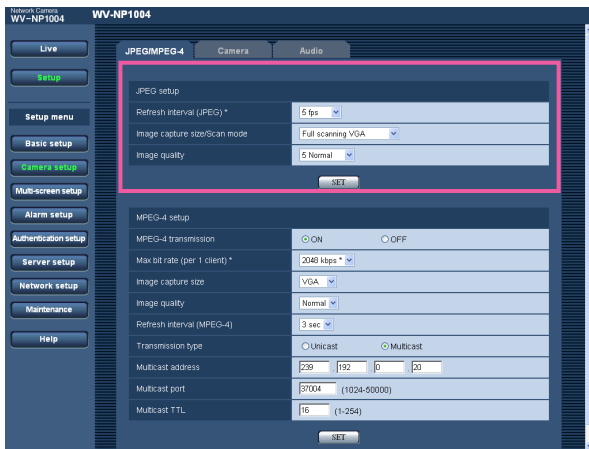 Network Camera
WV-NP1004
WV-NP1004
Live
Setup
Setup menu
Basic setup
Camera setup
Multi-screen setup
Alarm setup
Authentication setup
Server setup
Network setup
Maintenance
Help
JPEG/MPEG-4 Camera Audio
JPEG setup
Refresh interval (JPEG) * 5 fps
Image capture size/Scan mode Full scanning VGA
Image quality 5 Normal
SET
MPEG-4 setup
MPEG-4 transmission ON OFF
Max bit rate (per 1 client) * 2048 kbps *
Image capture size VGA
Image quality Normal
Refresh interval (MPEG-4) 3 sec
Transmission type Unicast Multicast
Multicast address 239 . 192 . 0 . 20
Multicast port 37004 (1024-50000)
Multicast TTL 16 (1-254)
SET